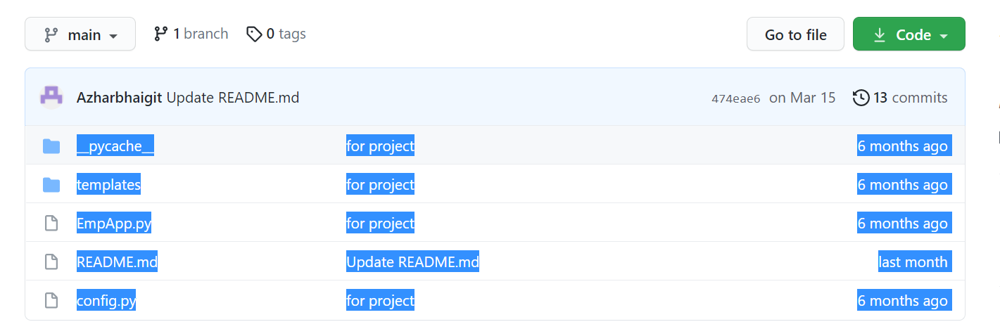 main 1 branch 0 tags Go to file Code
Azharbhaigit Update README.md 474eae6 on Mar 15 13 commits
__pycache__ for project 6 months ago
templates for project 6 months ago
EmpApp.py for project 6 months ago
README.md Update README.md last month
config.py for project 6 months ago